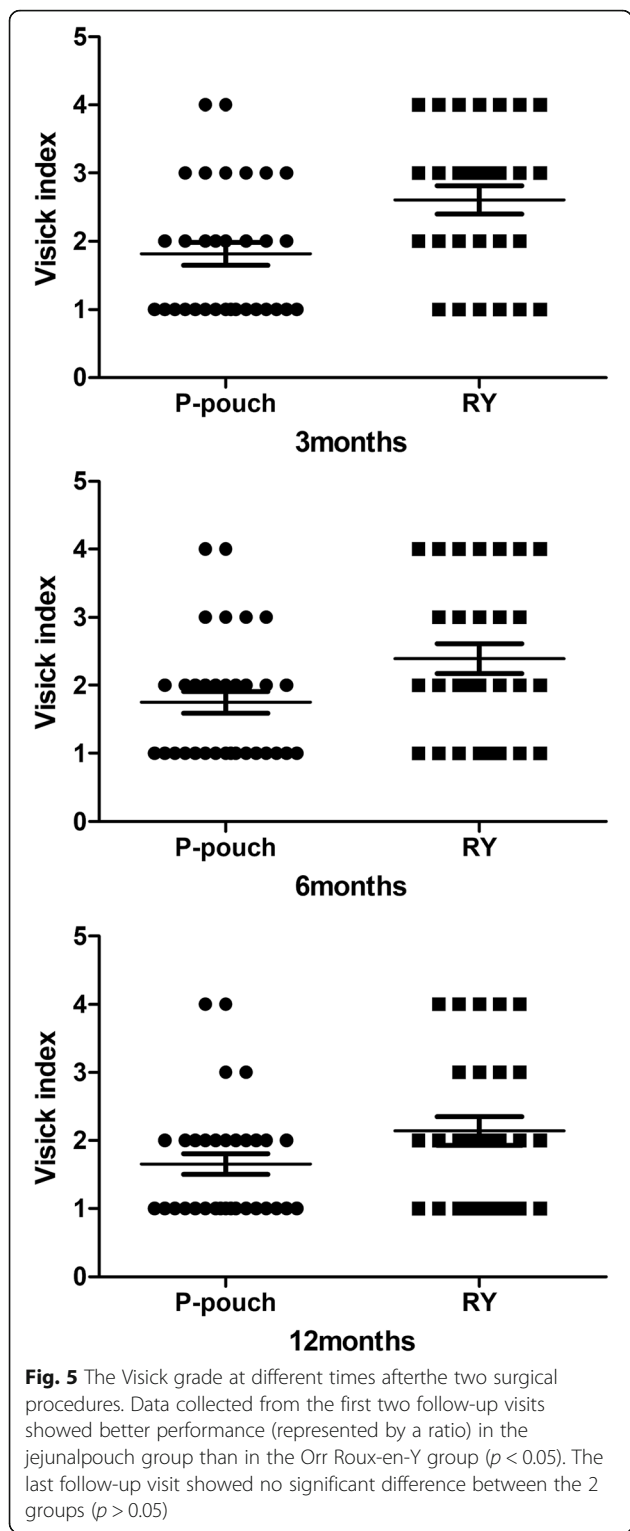 5
4
3
2
1
0
Visick index
P-pouch
RY
3months
5
4
3
2
1
0
Visick index
P-pouch
RY
6months
5
4
3
2
1
0
Visick index
P-pouch
RY
12months
Fig. 5 The Visick grade at different times afterthe two surgical
procedures. Data collected from the first two follow-up visits
showed better performance (represented by a ratio) in the
jejunalpouch group than in the Orr Roux-en-Y group (p < 0.05). The
last follow-up visit showed no significant difference between the 2
groups (p > 0.05)